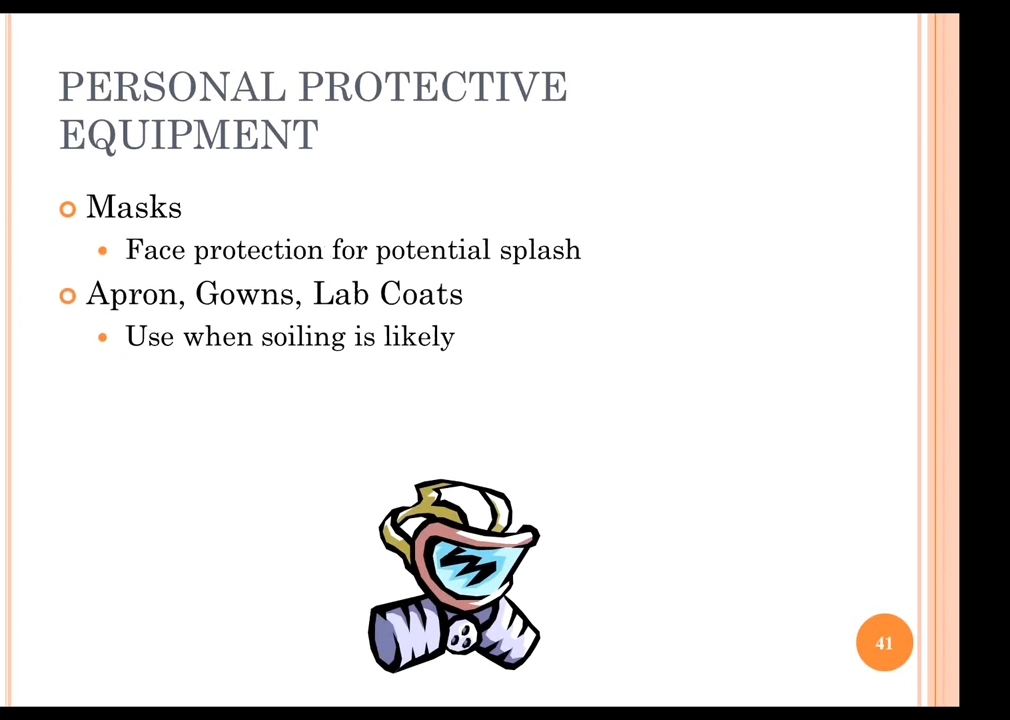 PERSONAL PROTECTIVE
EQUIPMENT
Masks
Face protection for potential splash
Apron, Gowns, Lab Coats
Use when soiling is likely
41